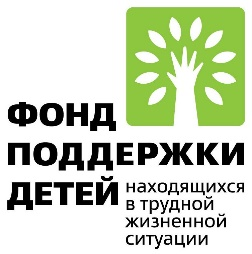 ФОНД
ПОДДЕРЖКИ
ДЕТЕЙ находящихся
в трудной
жизненной
ситуации